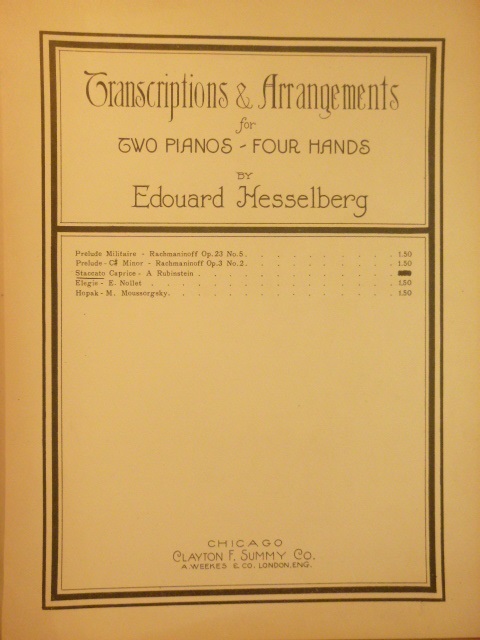 Transcriptions & Arrangements
for
TWO PIANOS - FOUR HANDS
BY
Edouard Hesselberg
Prelude Militaire - Rachmaninoff Op.23 No.5. . . . . . . . . . . 1.50
Prelude - C♯ Minor - Rachmaninoff Op.3 No.2. . . . . . . . . . . 1.50
Staccato Caprice - A Rubinstein . . . . . . . . . . . . .
Elegie - E. Nollet . . . . . . . . . . . . . . . . 1.50
Hopak - M. Moussorgsky. . . . . . . . . . . . . . . 1.50
CHICAGO
CLAYTON F. SUMMY CO.
A. WEEKES & CO. LONDON, ENG.